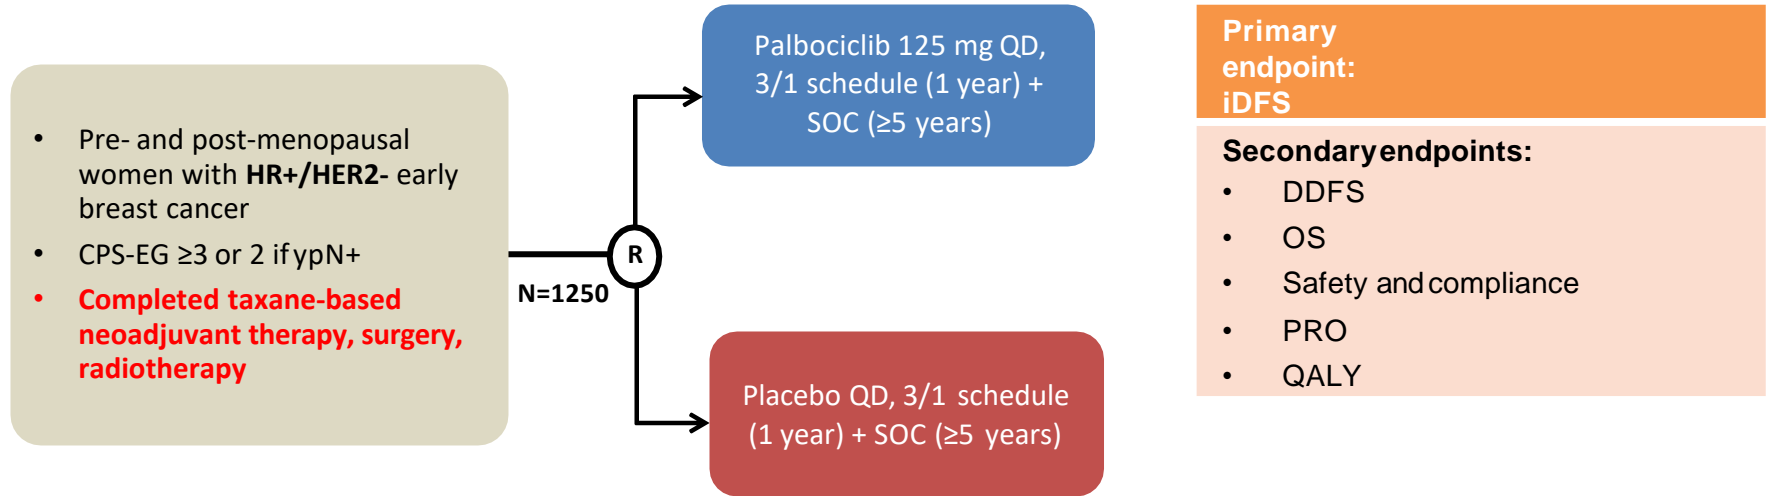 • Pre- and post-menopausal
women with HR+/HER2- early
breast cancer
• CPS-EG ≥3 or 2 if ypN+
• Completed taxane-based
neoadjuvant therapy, surgery,
radiotherapy
N=1250
R
Palbociclib 125 mg QD,
3/1 schedule (1 year) +
SOC (≥5 years)
Placebo QD, 3/1 schedule
(1 year) + SOC (≥5 years)
Primary
endpoint:
iDFS
Secondary endpoints:
• DDFS
• OS
• Safety and compliance
• PRO
• QALY